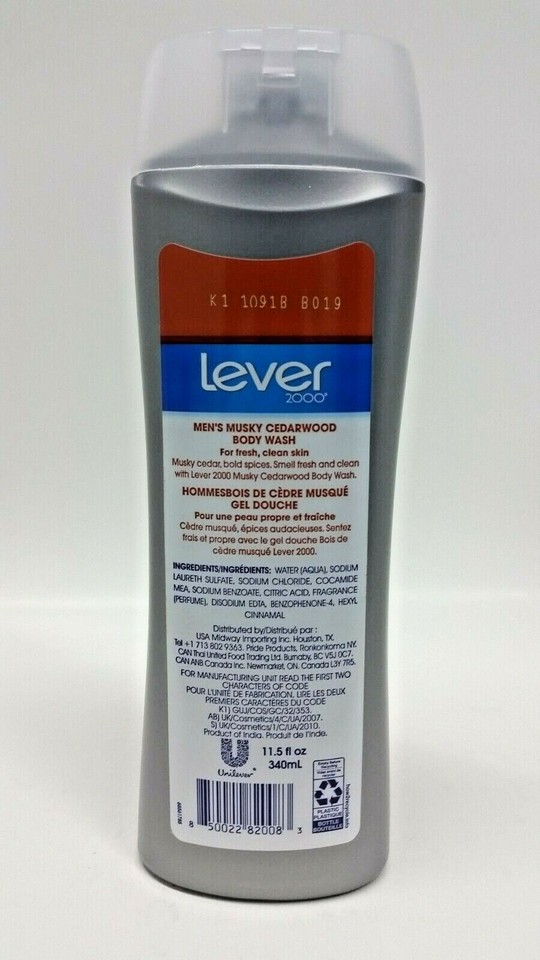 K1 1091B B019
Lever
2000®
MEN'S MUSKY CEDARWOOD
BODY WASH
For fresh, clean skin
Musky cedar, bold spices. Smell fresh and clean
with Lever 2000 Musky Cedarwood Body Wash.
HOMMESBOIS DE CÈDRE MUSQUÉ
GEL DOUCHE
Pour une peau propre et fraîche
Cèdre musqué, épices audacieuses. Sentez
frais et propre avec le gel douche Bois de
cèdre musqué Lever 2000.
INGREDIENTS/INGRÉDIENTS: WATER (AQUA), SODIUM
LAURETH SULFATE, SODIUM CHLORIDE, COCAMIDE
MEA, SODIUM BENZOATE, CITRIC ACID, FRAGRANCE
(PERFUME), DISODIUM EDTA, BENZOPHENONE-4, HEXYL
CINNAMAL
Distributed by/Distribué par :
USA Midway Importing Inc. Houston, TX.
Tel +1 713 802 9363. Pride Products, Ronkonkoma NY.
CAN Thai United Food Trading Ltd. Burnaby, BC V5J 0C7.
CAN ANB Canada Inc. Newmarket, ON. Canada L3Y 7R5.
FOR MANUFACTURING UNIT READ THE FIRST TWO
CHARACTERS OF CODE
POUR L'UNITÉ DE FABRICATION, LIRE LES DEUX
PREMIERS CARACTÈRES DU CODE
K1) GUJ/COS/GC/32/353.
AB) UK/Cosmetics/4/C/UA/2007.
S) UK/Cosmetics/1/C/UA/2010.
Product of India. Produit de l'Inde.
Unilever
11.5 fl oz
340mL
PLASTIC
PLASTIQUE
BOTTLE
BOUTEILLE
how2recycle.info
8 50022 82008 3